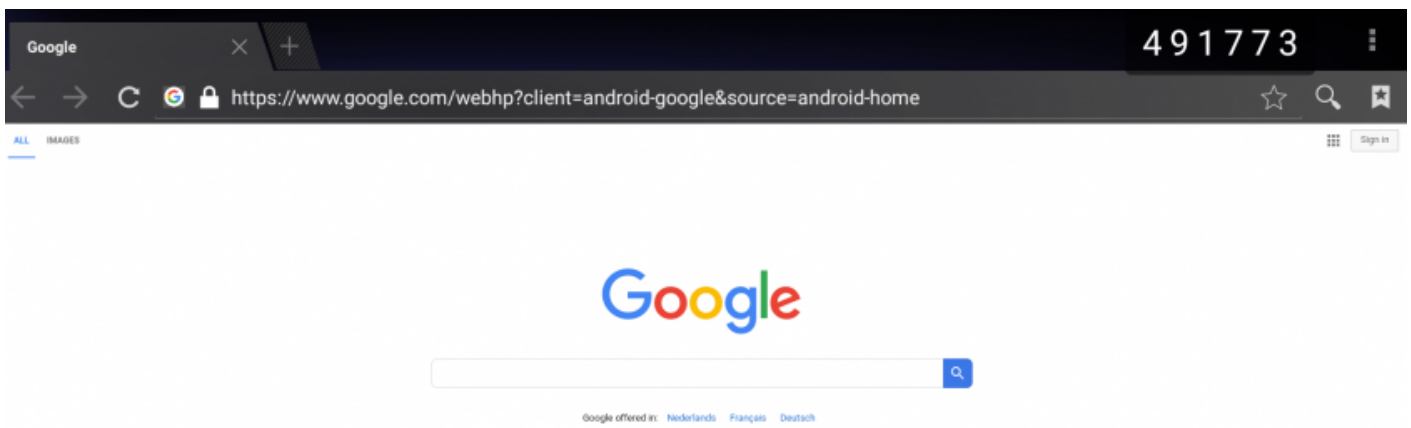 Google
491773
https://www.google.com/webhp?client=android-google&source=android-home
ALL IMAGES
Sign in
Google
Google offered in: Nederlands Français Deutsch